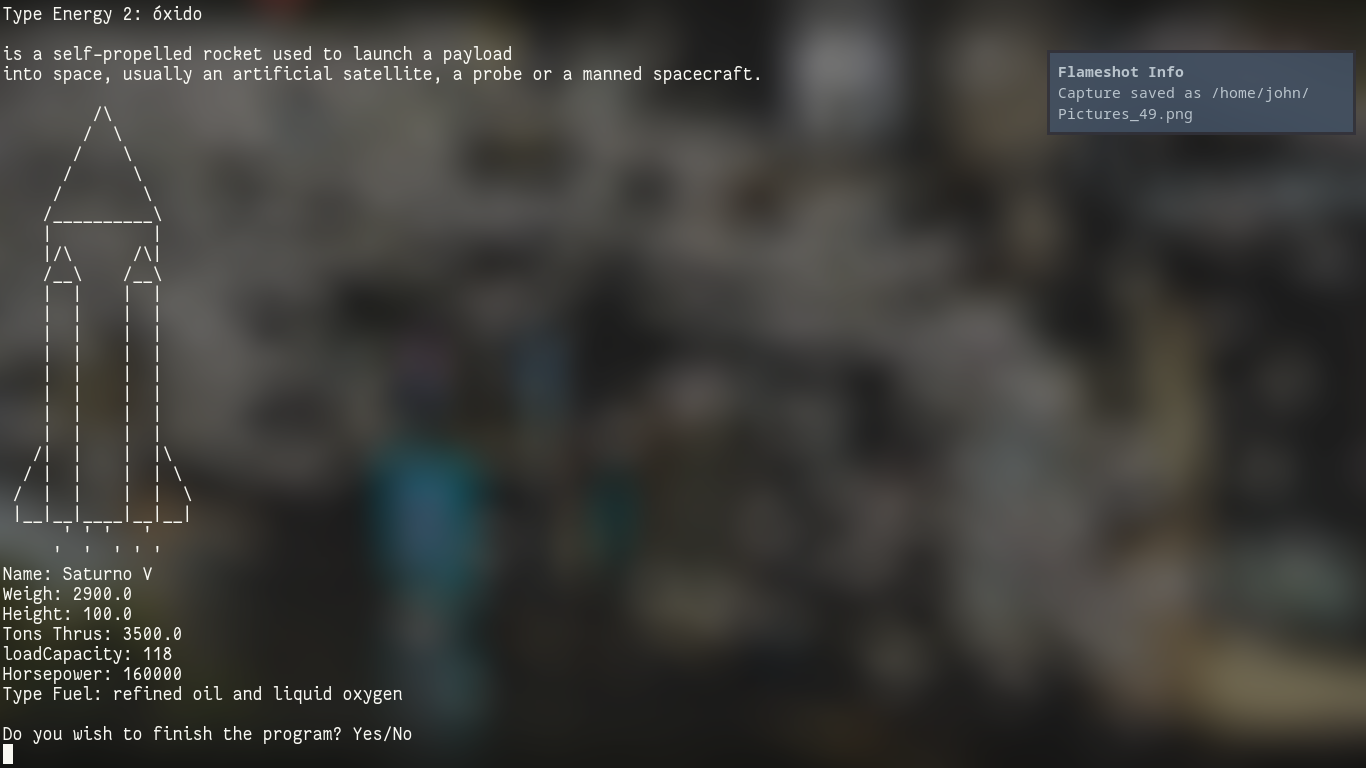 Type Energy 2: óxido
is a self-propelled rocket used to launch a payload
into space, usually an artificial satellite, a probe or a manned spacecraft.
Flameshot Info
Capture saved as /home/john/
Pictures_49.png
Name: Saturno V
Weigh: 2900.0
Height: 100.0
Tons Thrus: 3500.0
loadCapacity: 118
Horsepower: 160000
Type Fuel: refined oil and liquid oxygen
Do you wish to finish the program? Yes/No